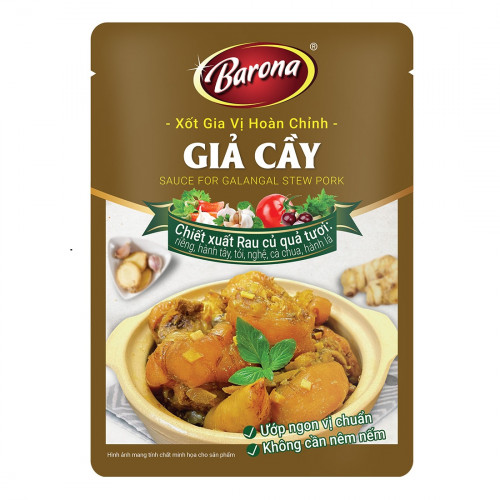 Barona ®
- Xốt Gia Vị Hoàn Chỉnh -
GIẢ CẦY
SAUCE FOR GALANGAL STEW PORK
Chiết xuất Rau củ quả tươi:
riềng, hành tây, tỏi, nghệ, cà chua, hành lá
Ướp ngon vị chuẩn
Không cần nêm nếm
Hình ảnh mang tính chất minh họa cho sản phẩm